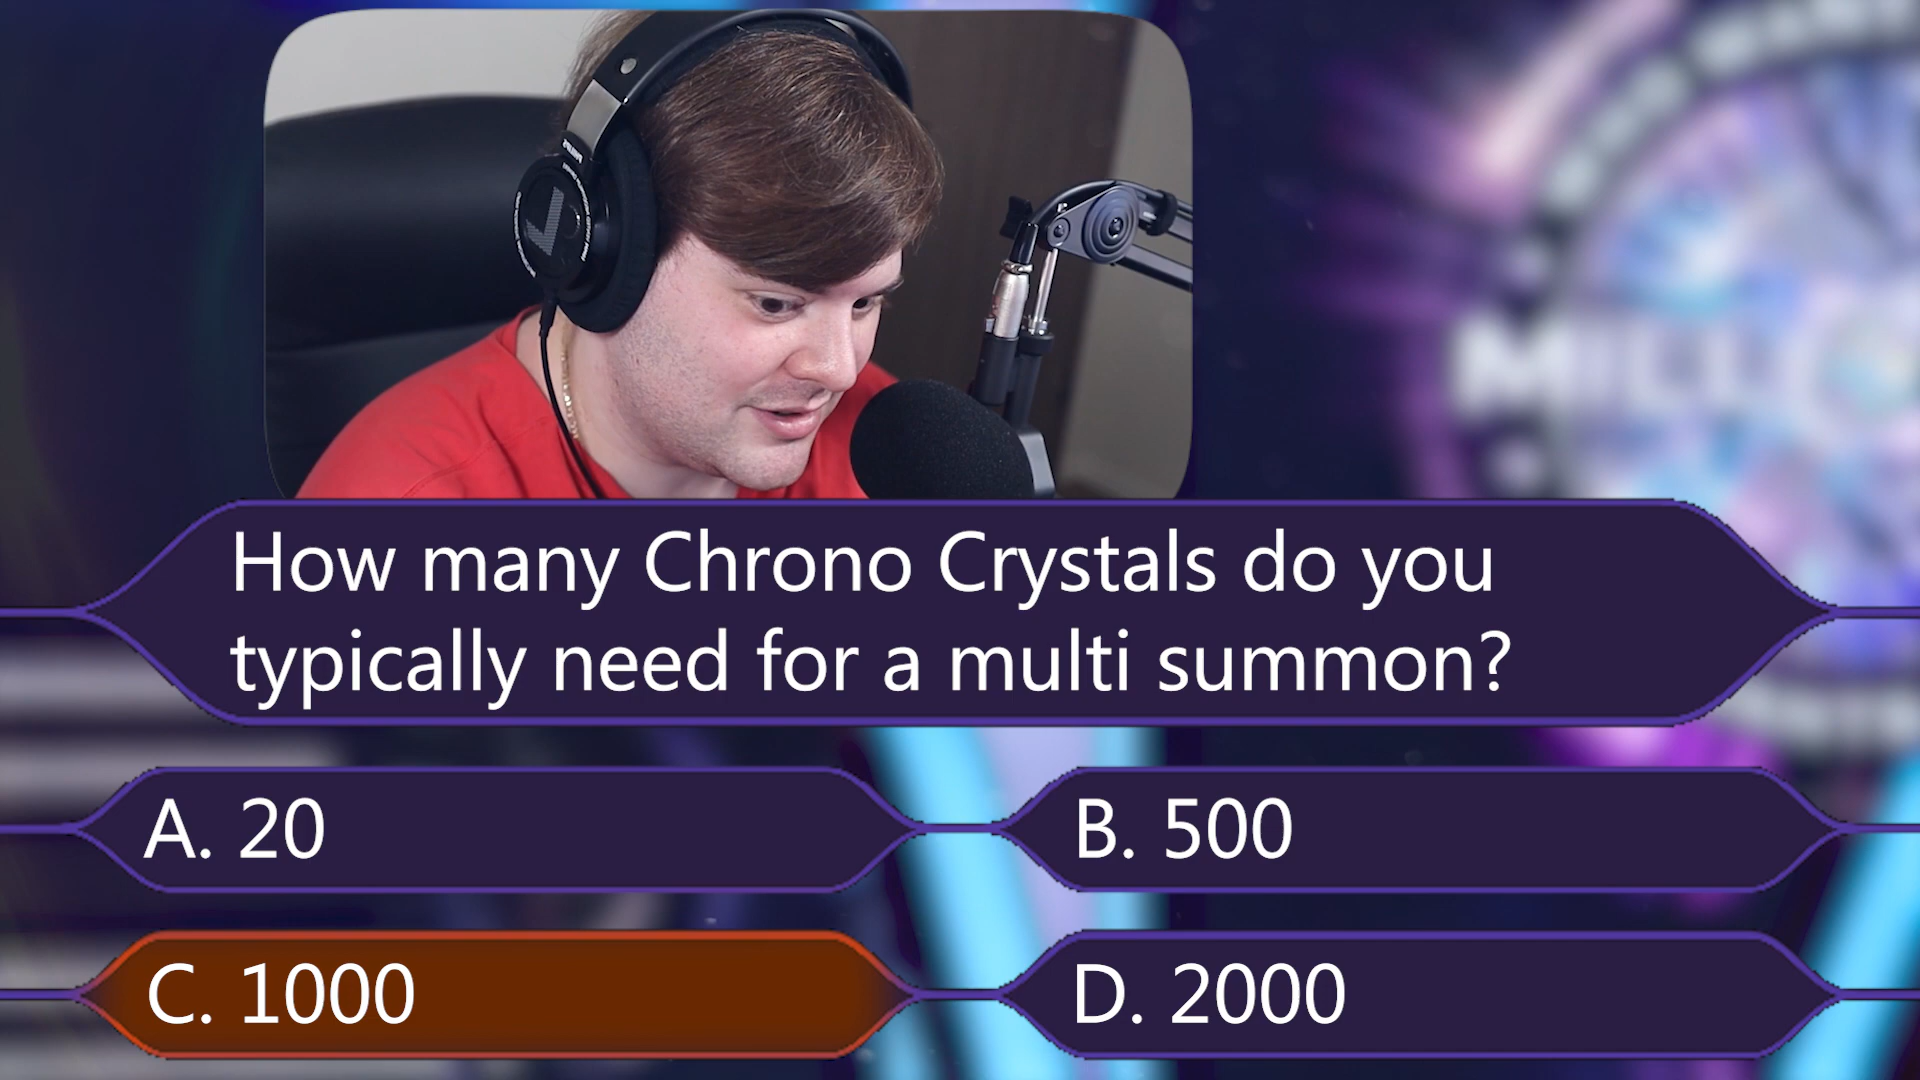 How many Chrono Crystals do you
typically need for a multi summon?
A. 20
B. 500
C. 1000
D. 2000